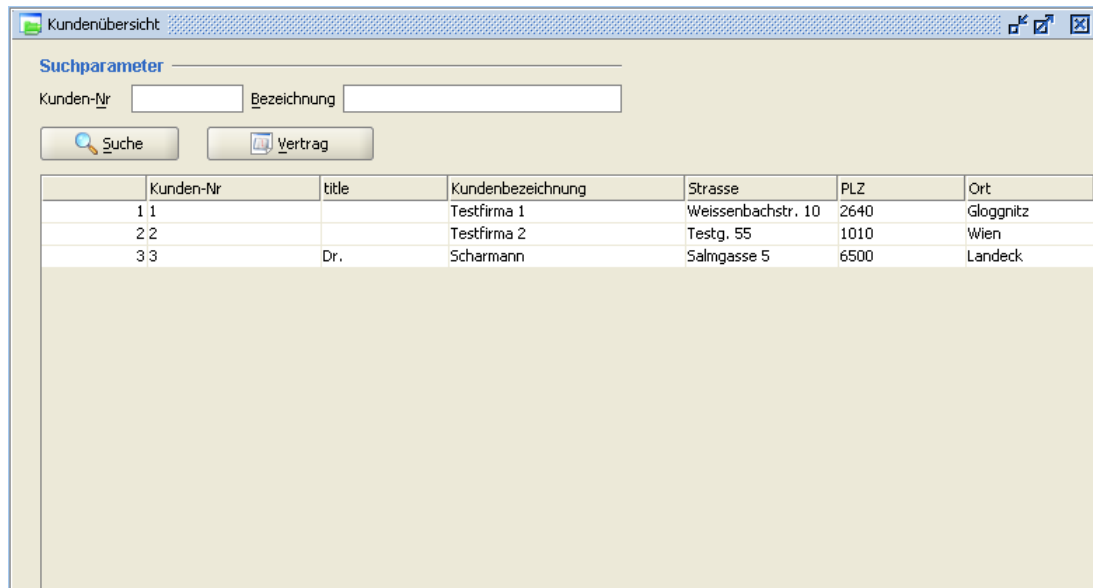 Kundenübersicht
Suchparameter
Kunden-Nr Bezeichnung
Suche Vertrag
Kunden-Nr title Kundenbezeichnung Strasse PLZ Ort
1 1 Testfirma 1 Weissenbachstr. 10 2640 Gloggnitz
2 2 Testfirma 2 Testg. 55 1010 Wien
3 3 Dr. Scharmann Salmgasse 5 6500 Landeck